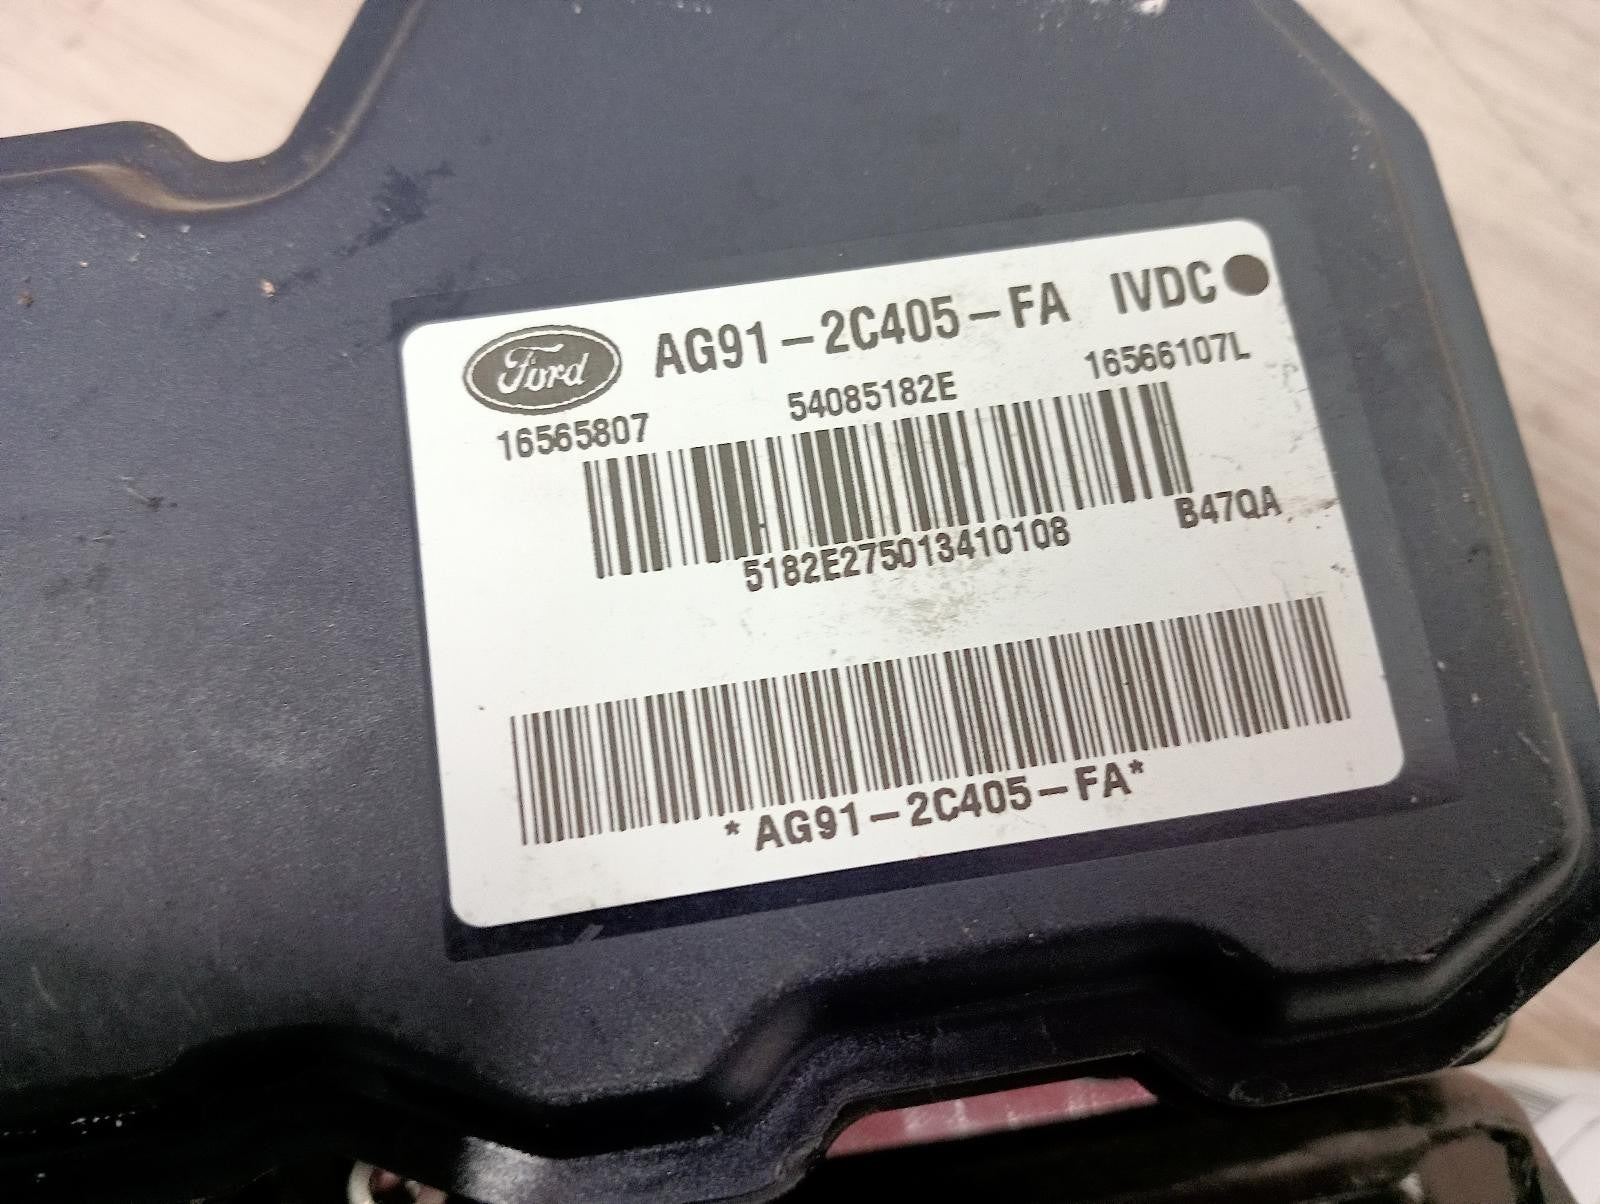 Ford AG91-2C405-FA IVDC
16565807 54085182E 16566107L
5182E275013410108 B47QA
*AG91-2C405-FA*